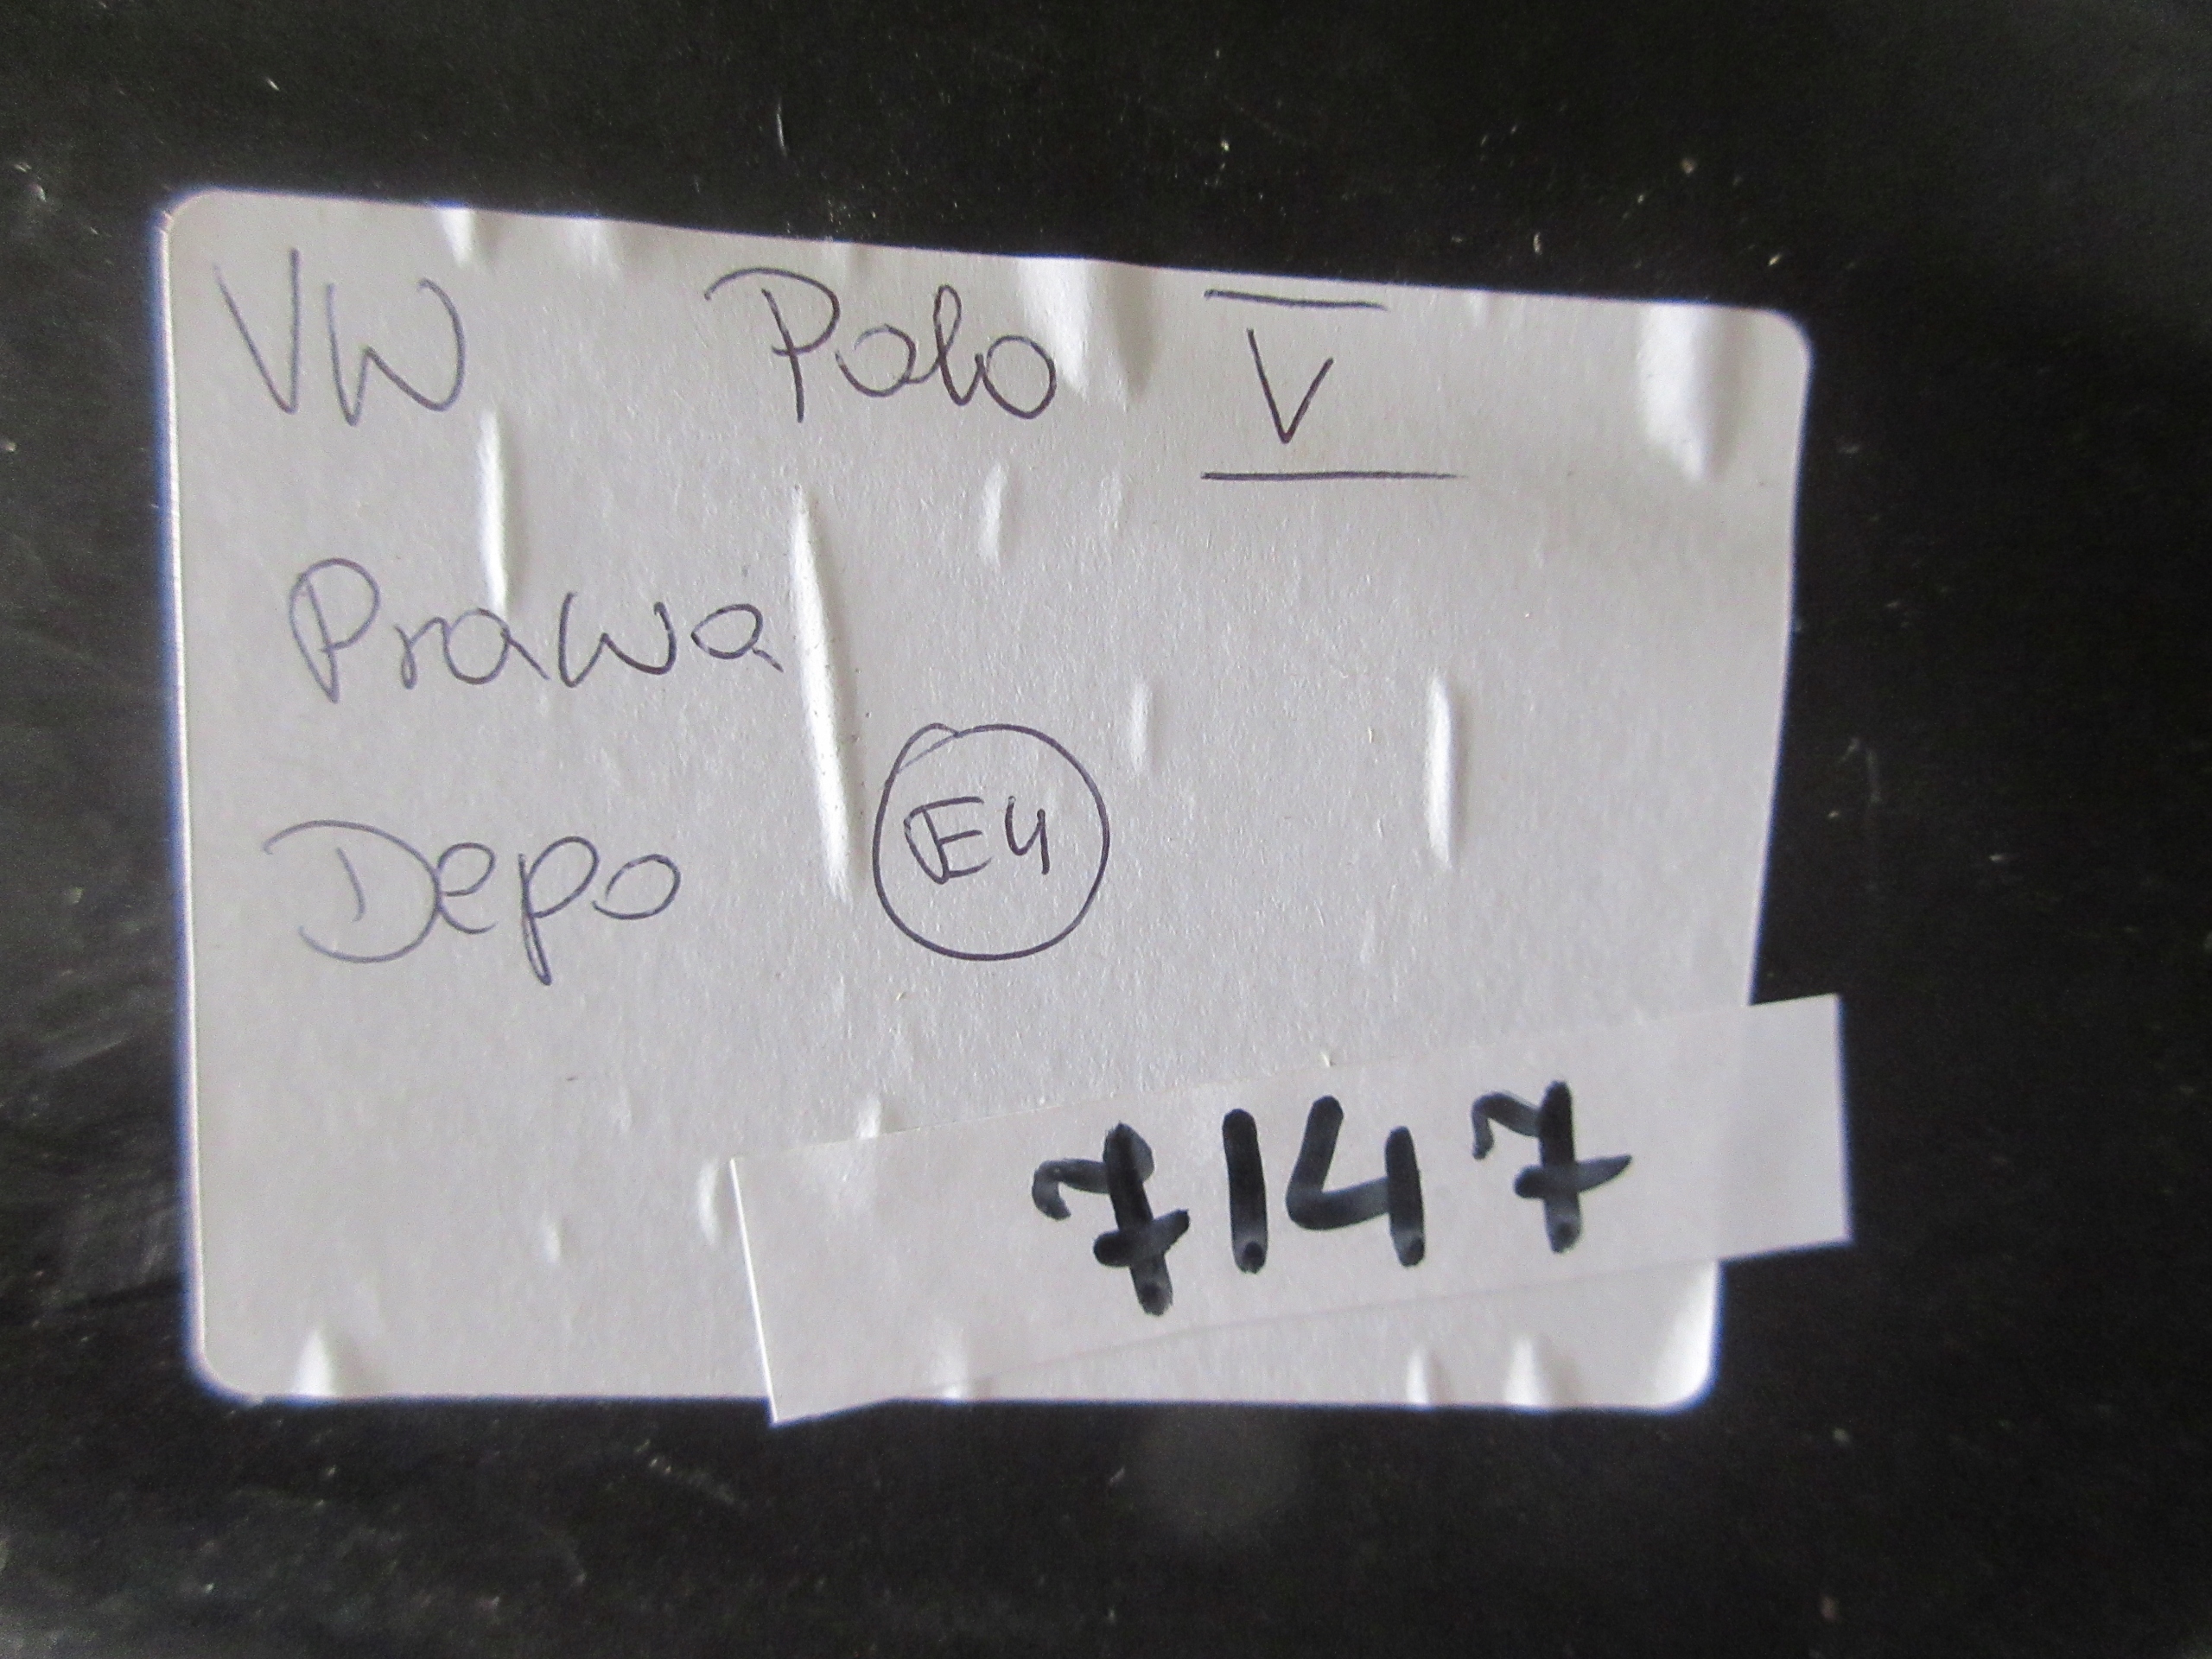 VW Polo V
Prawa
Depo E4
7147